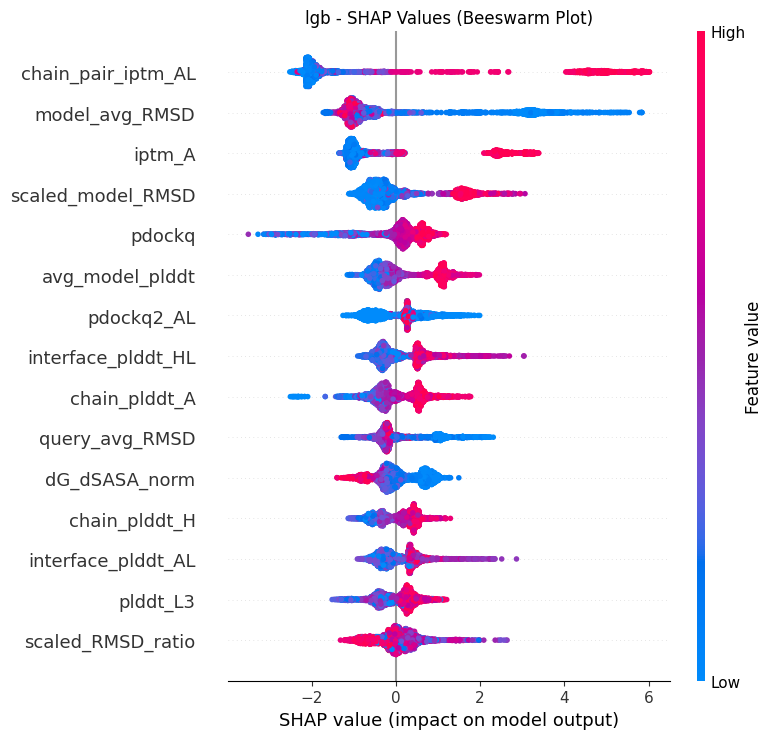 lgb - SHAP Values (Beeswarm Plot)
High
chain_pair_iptm_AL
model_avg_RMSD
iptm_A
scaled_model_RMSD
pdockq
avg_model_plddt
pdockq2_AL
interface_plddt_HL
chain_plddt_A
query_avg_RMSD
dG_dSASA_norm
chain_plddt_H
interface_plddt_AL
plddt_L3
scaled_RMSD_ratio
Feature value
Low
−2 0 2 4 6
SHAP value (impact on model output)